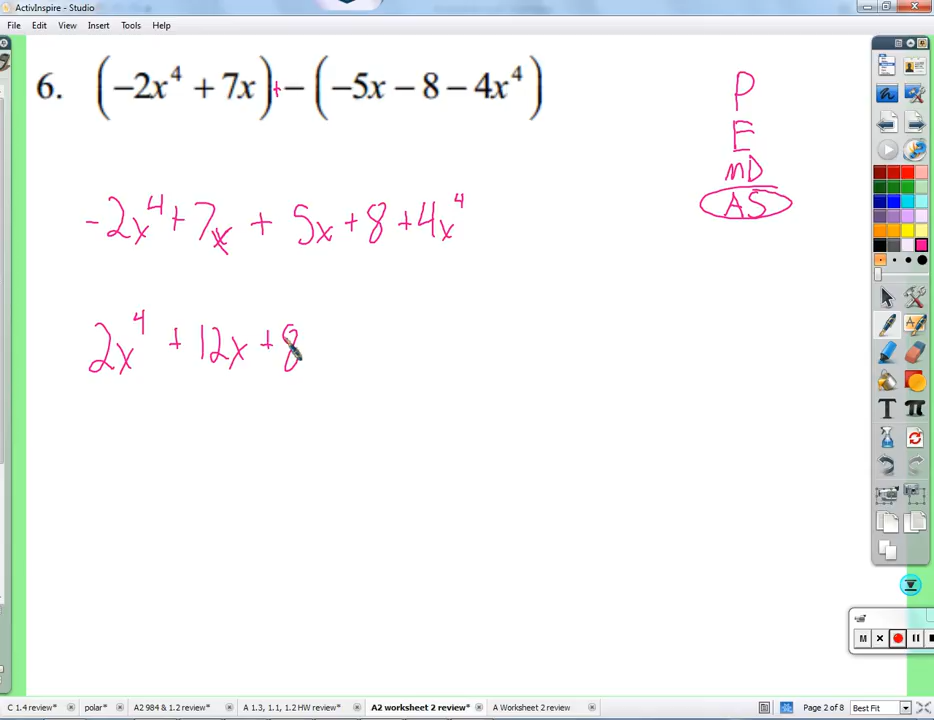 ActivInspire - Studio
File Edit View Insert Tools Help
6. (−2x⁴ + 7x) + − (−5x − 8 − 4x⁴)
P
E
MD
AS
-2x⁴ + 7x + 5x + 8 + 4x⁴
2x⁴ + 12x + 8
T π
M
C 1.4 review* polar* A2 984 & 1.2 review* A 1.3, 1.1, 1.2 HW review* A2 worksheet 2 review* A Worksheet 2 review Page 2 of 8 Best Fit